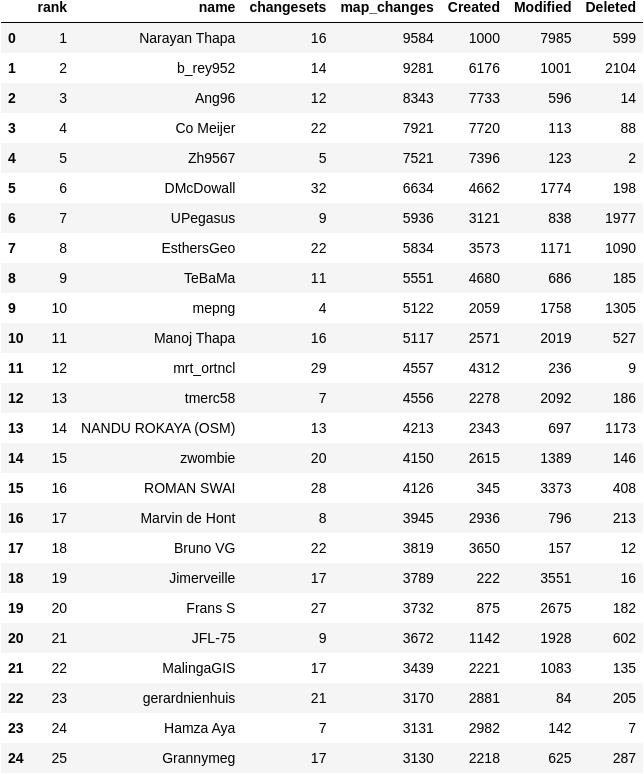 rank name changesets map_changes Created Modified Deleted
0 1 Narayan Thapa 16 9584 1000 7985 599
1 2 b_rey952 14 9281 6176 1001 2104
2 3 Ang96 12 8343 7733 596 14
3 4 Co Meijer 22 7921 7720 113 88
4 5 Zh9567 5 7521 7396 123 2
5 6 DMcDowall 32 6634 4662 1774 198
6 7 UPegasus 9 5936 3121 838 1977
7 8 EsthersGeo 22 5834 3573 1171 1090
8 9 TeBaMa 11 5551 4680 686 185
9 10 mepng 4 5122 2059 1758 1305
10 11 Manoj Thapa 16 5117 2571 2019 527
11 12 mrt_ortncl 29 4557 4312 236 9
12 13 tmerc58 7 4556 2278 2092 186
13 14 NANDU ROKAYA (OSM) 13 4213 2343 697 1173
14 15 zwombie 20 4150 2615 1389 146
15 16 ROMAN SWAI 28 4126 345 3373 408
16 17 Marvin de Hont 8 3945 2936 796 213
17 18 Bruno VG 22 3819 3650 157 12
18 19 Jimerveille 17 3789 222 3551 16
19 20 Frans S 27 3732 875 2675 182
20 21 JFL-75 9 3672 1142 1928 602
21 22 MalingaGIS 17 3439 2221 1083 135
22 23 gerardnienhuis 21 3170 2881 84 205
23 24 Hamza Aya 7 3131 2982 142 7
24 25 Grannymeg 17 3130 2218 625 287